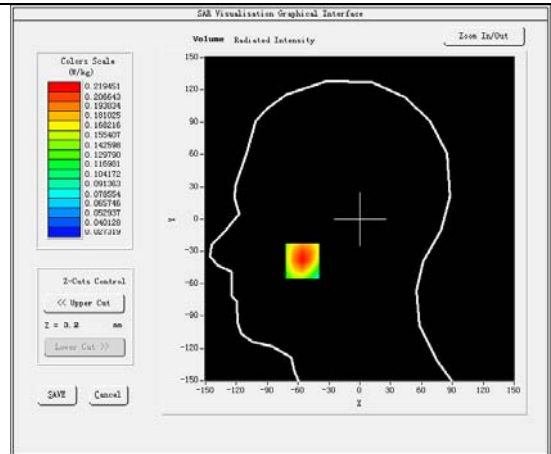 SAR Visualisation Graphical Interface
Volume Radiated Intensity
Zoom In/Out
Colors Scale
(W/kg)
0.219451
0.206643
0.193834
0.181025
0.168216
0.155407
0.142598
0.129790
0.116981
0.104172
0.091363
0.078554
0.065746
0.052937
0.040128
0.027319
Z-Cuts Control
<< Upper Cut
Z = 3.2 mm
Lower Cut >>
SAVE
Cancel
150
120
90
60
30
0
-30
-60
-90
-120
-150
Y
-150 -120 -90 -60 -30 0 30 60 90 120 150
X